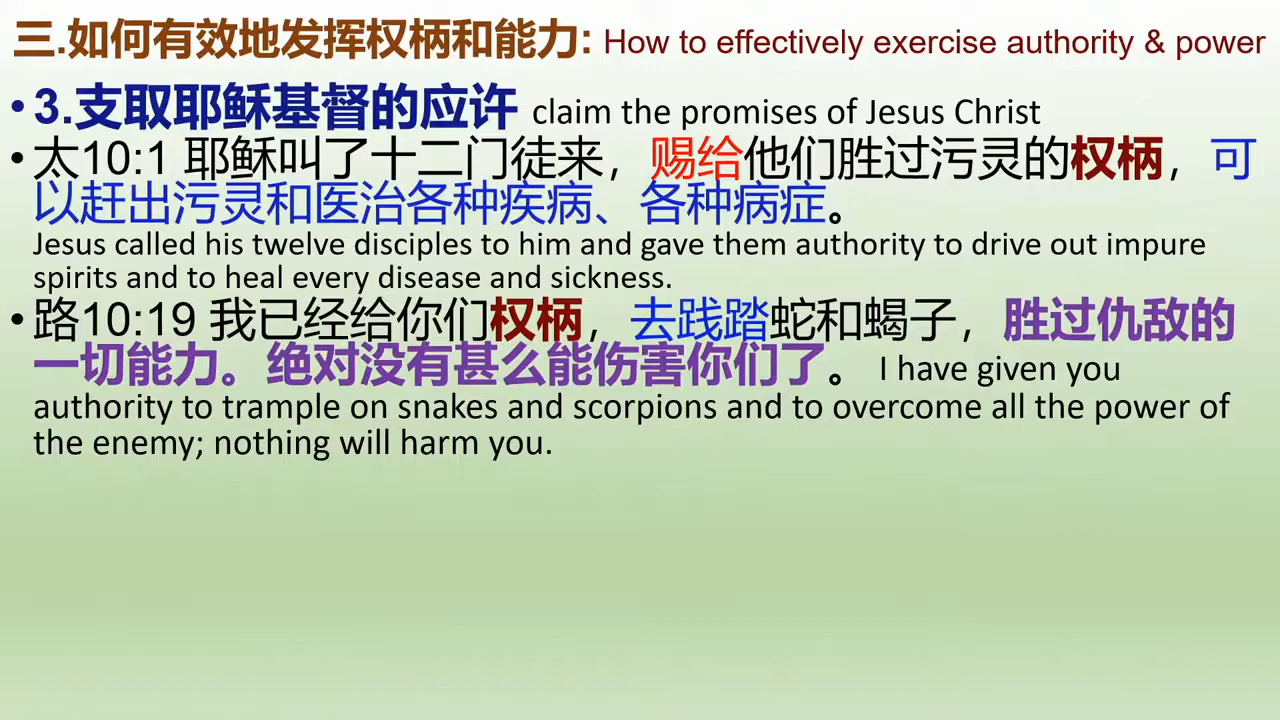 三.如何有效地发挥权柄和能力: How to effectively exercise authority & power
• 3.支取耶稣基督的应许 claim the promises of Jesus Christ
• 太10:1 耶稣叫了十二门徒来，赐给他们胜过污灵的权柄，可
以赶出污灵和医治各种疾病、各种病症。
Jesus called his twelve disciples to him and gave them authority to drive out impure
spirits and to heal every disease and sickness.
• 路10:19 我已经给你们权柄，去践踏蛇和蝎子，胜过仇敌的
一切能力。绝对没有甚么能伤害你们了。 I have given you
authority to trample on snakes and scorpions and to overcome all the power of
the enemy; nothing will harm you.